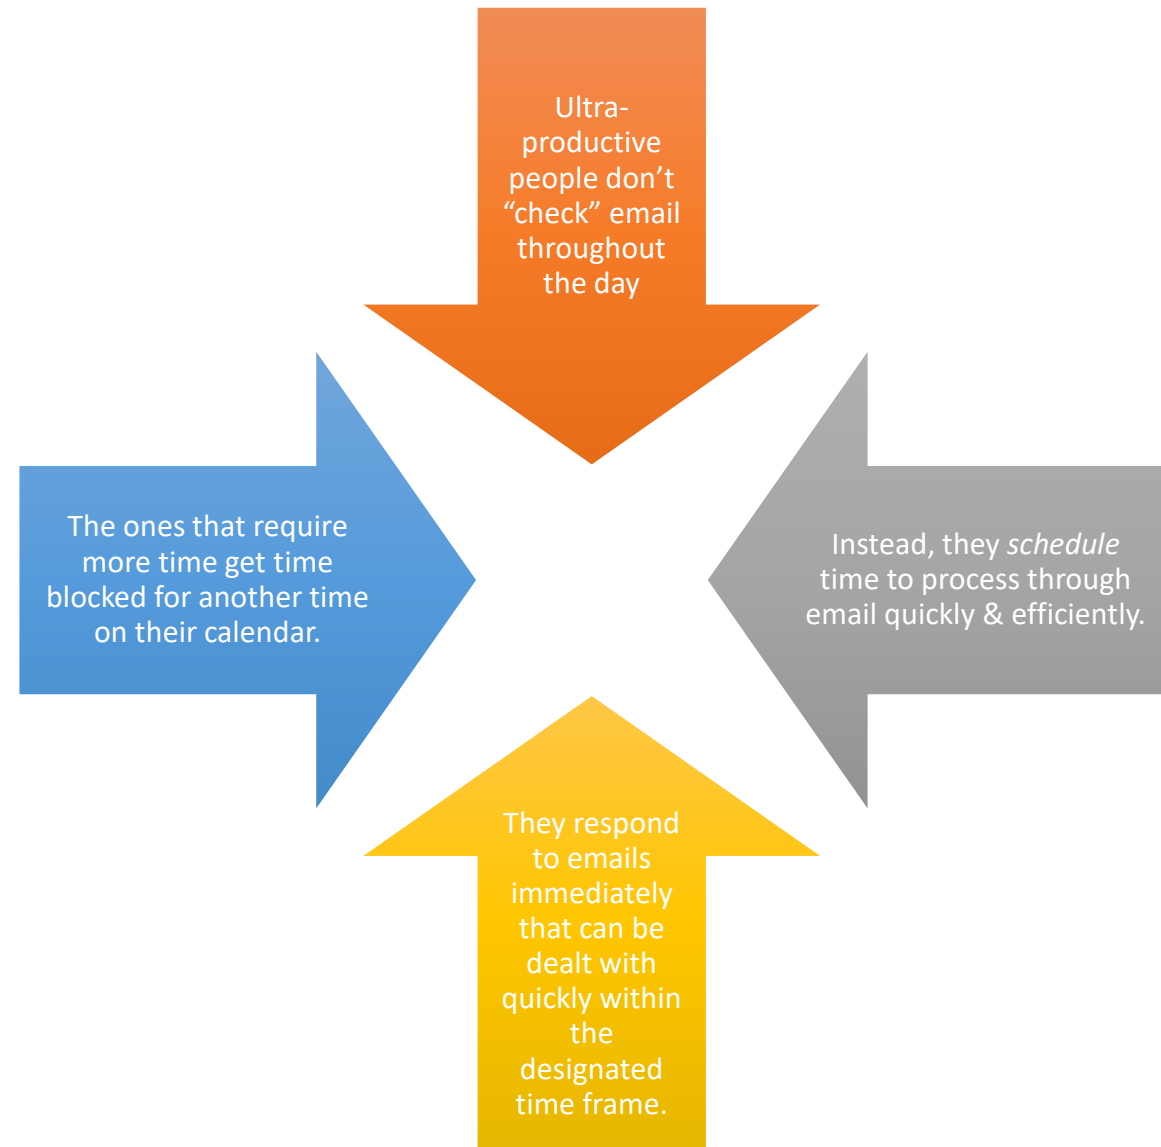 Ultra-
productive
people don’t
“check” email
throughout
the day
Instead, they schedule
time to process through
email quickly & efficiently.
They respond
to emails
immediately
that can be
dealt with
quickly within
the
designated
time frame.
The ones that require
more time get time
blocked for another time
on their calendar.